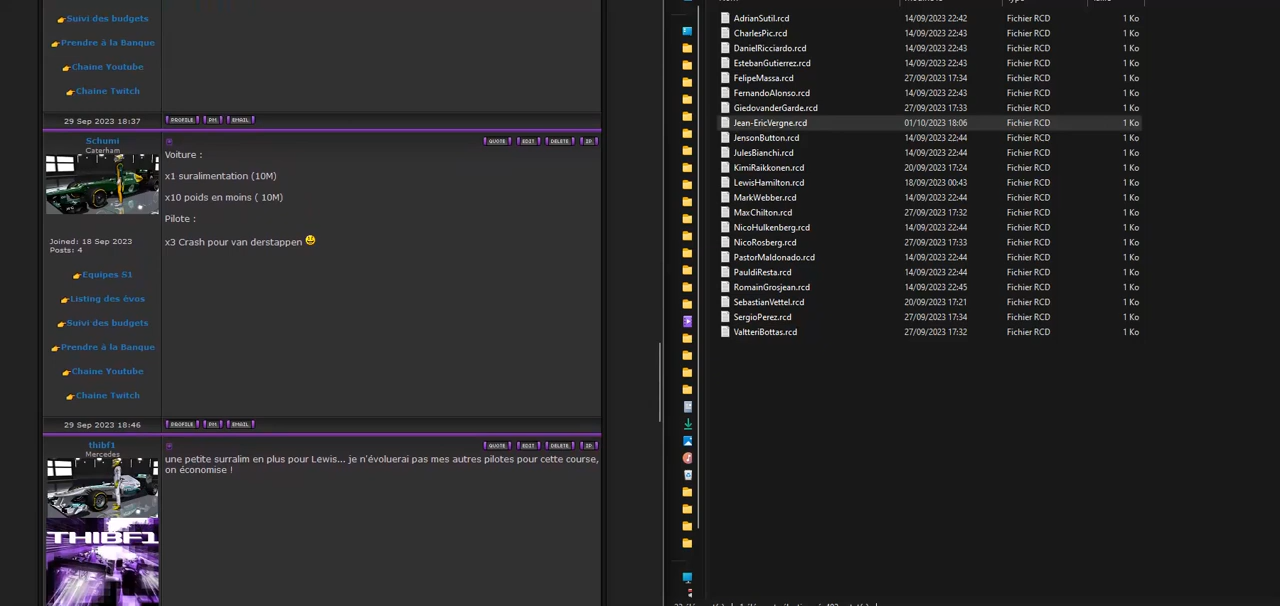 👉Suivi des budgets
👉Prendre à la Banque
👉Chaine Youtube
👉Chaine Twitch
29 Sep 2023 18:37
PROFILE PM EMAIL
Schumi
Caterham
QUOTE EDIT DELETE IP
Joined: 18 Sep 2023
Posts: 4
👉Equipes S1
👉Listing des évos
👉Suivi des budgets
👉Prendre à la Banque
👉Chaine Youtube
👉Chaine Twitch
Voiture :
x1 suralimentation (10M)
x10 poids en moins ( 10M)
Pilote :
x3 Crash pour van derstappen 😃
29 Sep 2023 18:46
PROFILE PM EMAIL
thibf1
Mercedes
THIBF1
QUOTE EDIT DELETE IP
une petite surralim en plus pour Lewis... je n'évoluerai pas mes autres pilotes pour cette course,
on économise !
AdrianSutil.rcd 14/09/2023 22:42 Fichier RCD 1 Ko
CharlesPic.rcd 14/09/2023 22:43 Fichier RCD 1 Ko
DanielRicciardo.rcd 14/09/2023 22:43 Fichier RCD 1 Ko
EstebanGutierrez.rcd 14/09/2023 22:43 Fichier RCD 1 Ko
FelipeMassa.rcd 27/09/2023 17:34 Fichier RCD 1 Ko
FernandoAlonso.rcd 14/09/2023 22:43 Fichier RCD 1 Ko
GiedovanderGarde.rcd 27/09/2023 17:33 Fichier RCD 1 Ko
Jean-EricVergne.rcd 01/10/2023 18:06 Fichier RCD 1 Ko
JensonButton.rcd 14/09/2023 22:44 Fichier RCD 1 Ko
JulesBianchi.rcd 14/09/2023 22:44 Fichier RCD 1 Ko
KimiRaikkonen.rcd 20/09/2023 17:24 Fichier RCD 1 Ko
LewisHamilton.rcd 18/09/2023 00:43 Fichier RCD 1 Ko
MarkWebber.rcd 14/09/2023 22:44 Fichier RCD 1 Ko
MaxChilton.rcd 27/09/2023 17:32 Fichier RCD 1 Ko
NicoHulkenberg.rcd 14/09/2023 22:44 Fichier RCD 1 Ko
NicoRosberg.rcd 27/09/2023 17:33 Fichier RCD 1 Ko
PastorMaldonado.rcd 14/09/2023 22:44 Fichier RCD 1 Ko
PauldiResta.rcd 14/09/2023 22:44 Fichier RCD 1 Ko
RomainGrosjean.rcd 14/09/2023 22:45 Fichier RCD 1 Ko
SebastianVettel.rcd 20/09/2023 17:21 Fichier RCD 1 Ko
SergioPerez.rcd 27/09/2023 17:34 Fichier RCD 1 Ko
ValtteriBottas.rcd 27/09/2023 17:32 Fichier RCD 1 Ko